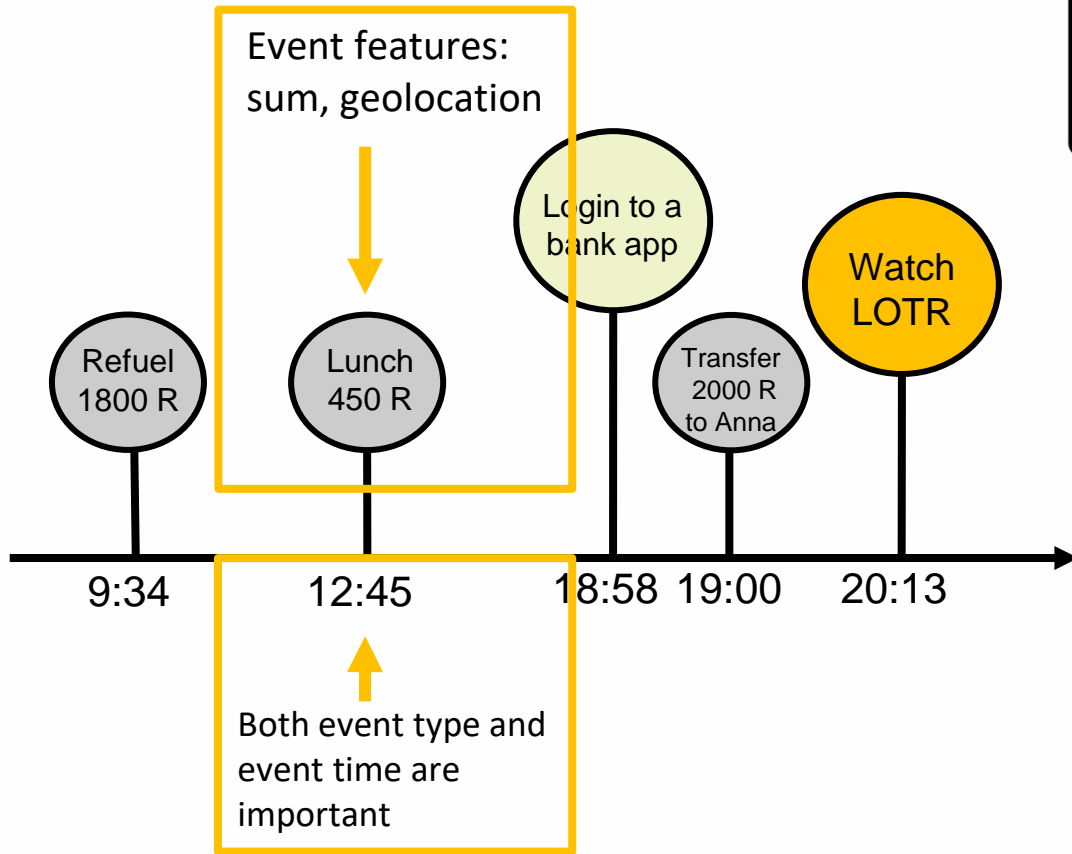 Event features:
sum, geolocation
Login to a
bank app
Watch
LOTR
Refuel
1800 R
Lunch
450 R
Transfer
2000 R
to Anna
9:34
12:45
18:58
19:00
20:13
Both event type and
event time are
important